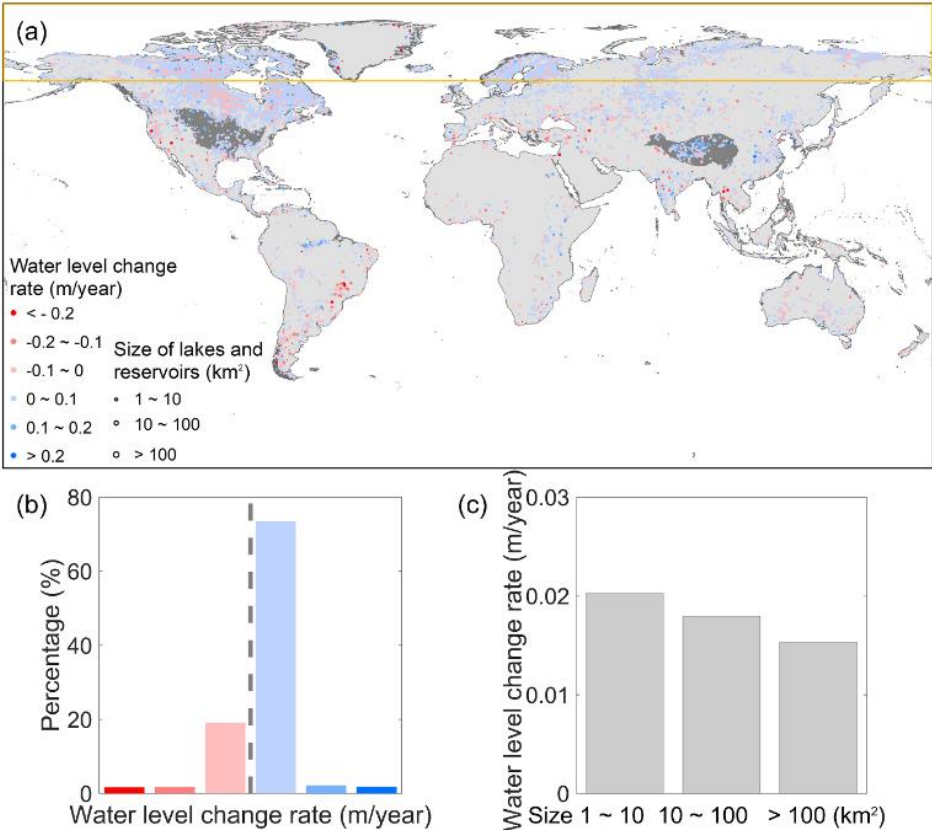 (a)
Water level change
rate (m/year)
< - 0.2
-0.2 ~ -0.1
-0.1 ~ 0
0 ~ 0.1
0.1 ~ 0.2
> 0.2
Size of lakes and
reservoirs (km²)
1 ~ 10
10 ~ 100
> 100
(b)
80
60
40
20
0
Percentage (%)
Water level change rate (m/year)
(c)
0.03
0.02
0.01
0
Water level change rate (m/year)
Size 1 ~ 10 10 ~ 100 > 100 (km²)